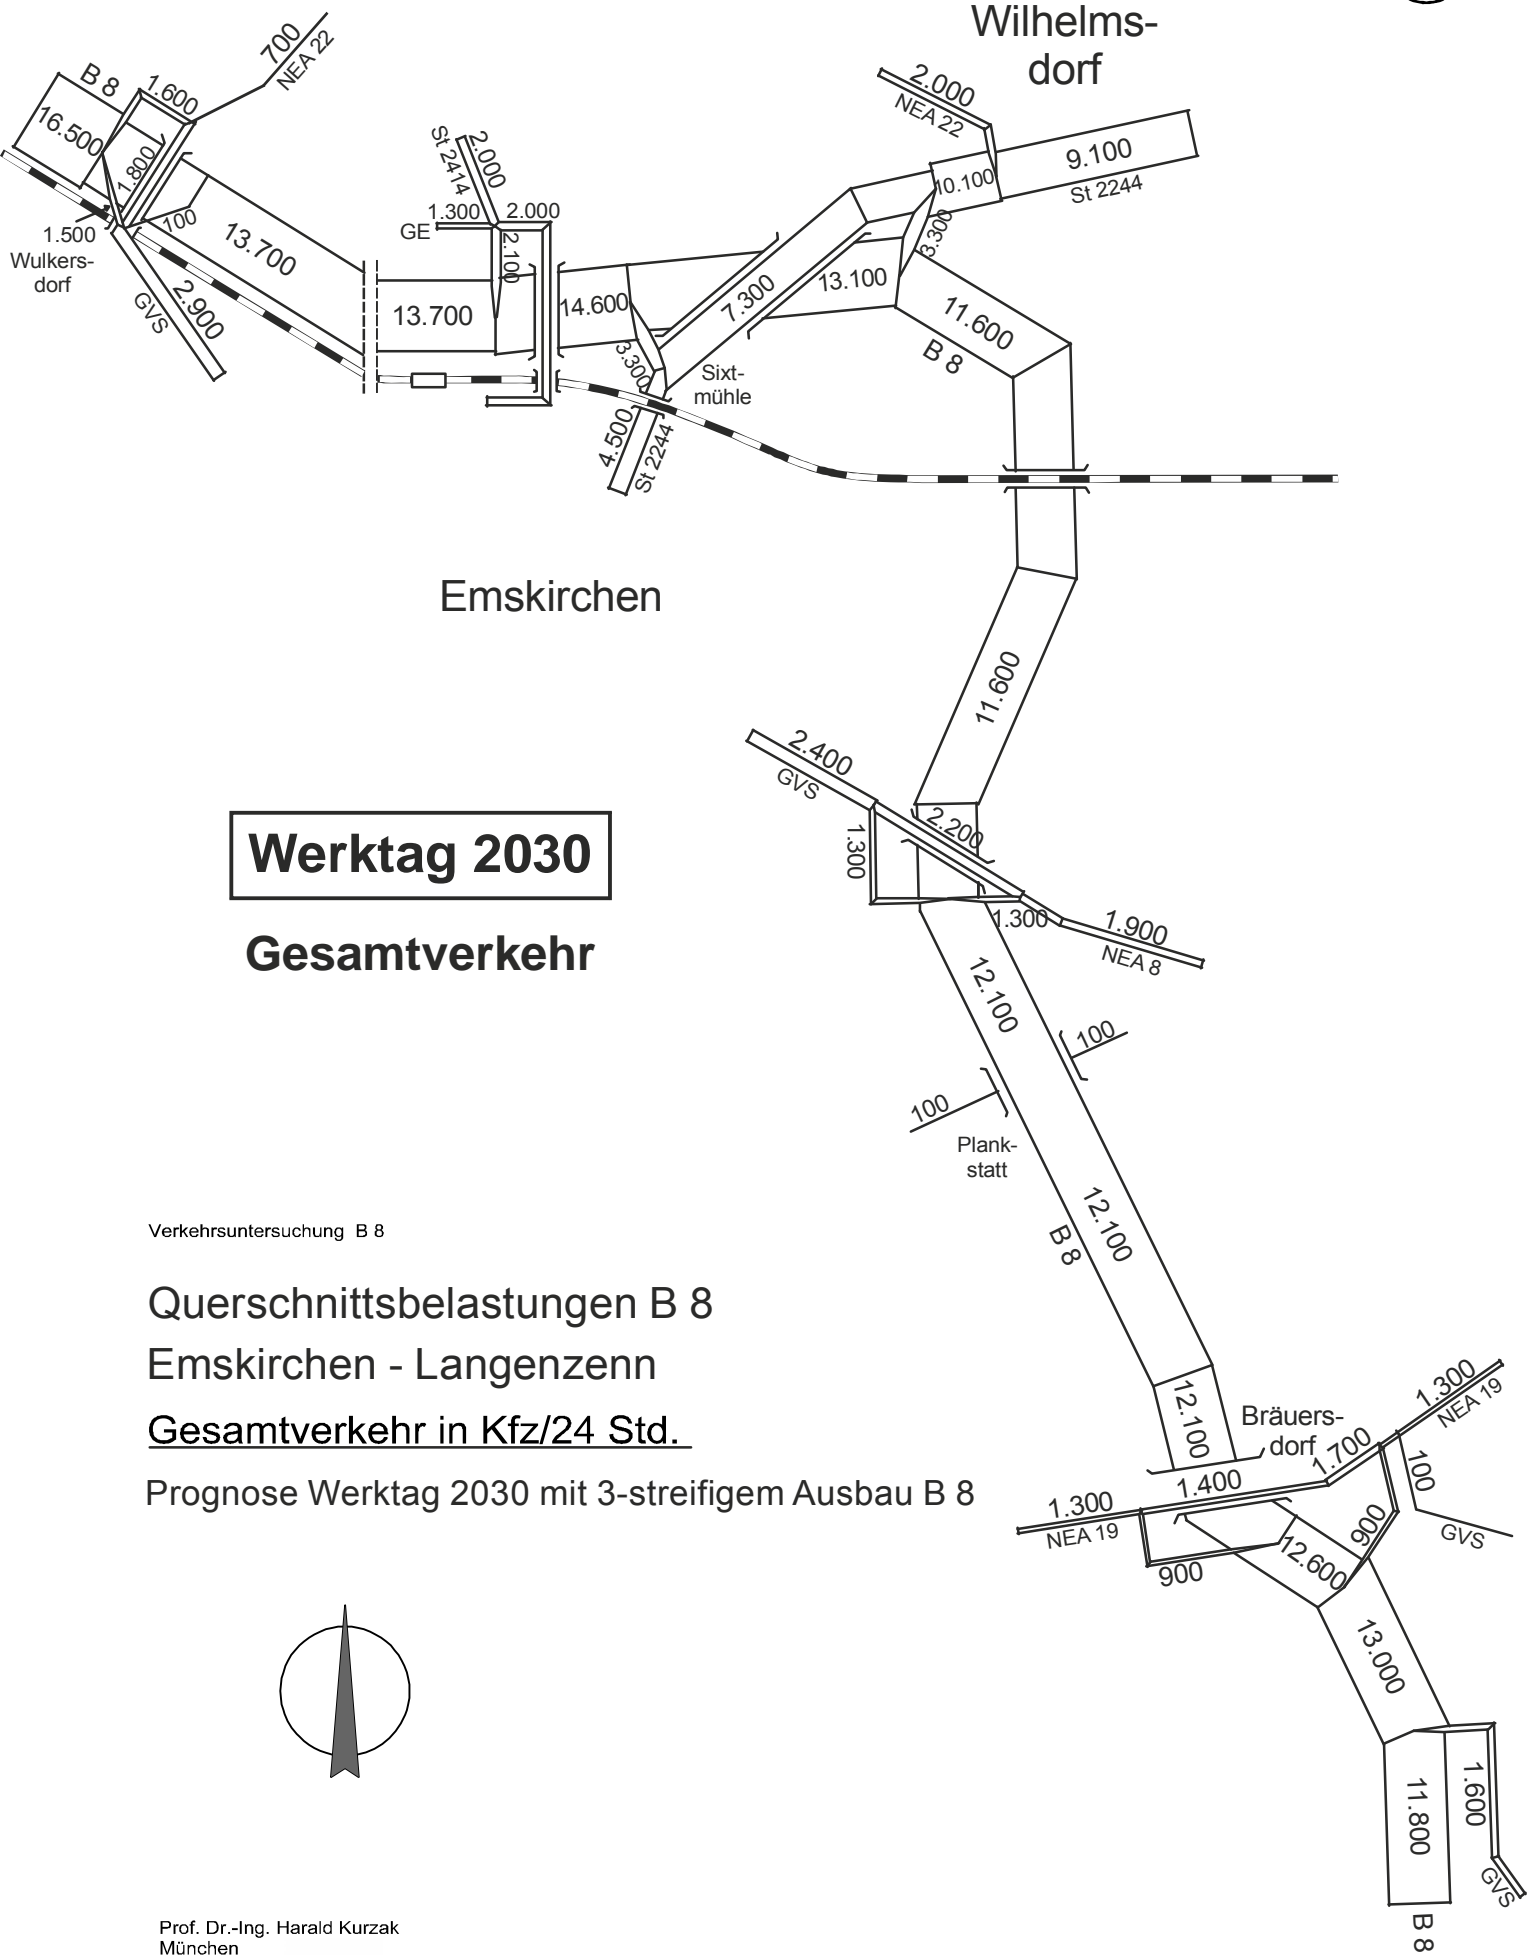 Wilhelms-
dorf
700
NEA 22
B 8
1.600
16.500
1.800
100
1.500
Wulkers-
dorf
13.700
2.900
GVS
St 2414
2.000
1.300
2.000
GE
2.100
13.700
14.600
3.300
4.500
St 2244
Sixt-
mühle
7.300
13.100
2.000
NEA 22
10.100
9.100
St 2244
3.300
11.600
B 8
Emskirchen
11.600
2.400
GVS
2.200
1.300
1.300
1.900
NEA 8
Werktag 2030
Gesamtverkehr
12.100
100
100
Plank-
statt
12.100
B 8
Verkehrsuntersuchung B 8
Querschnittsbelastungen B 8
Emskirchen - Langenzenn
Gesamtverkehr in Kfz/24 Std.
Prognose Werktag 2030 mit 3-streifigem Ausbau B 8
12.100
Bräuers-
dorf
1.300
NEA 19
1.700
1.400
1.300
NEA 19
100
GVS
900
900
12.600
13.000
11.800
1.600
GVS
B 8
Prof. Dr.-Ing. Harald Kurzak
München